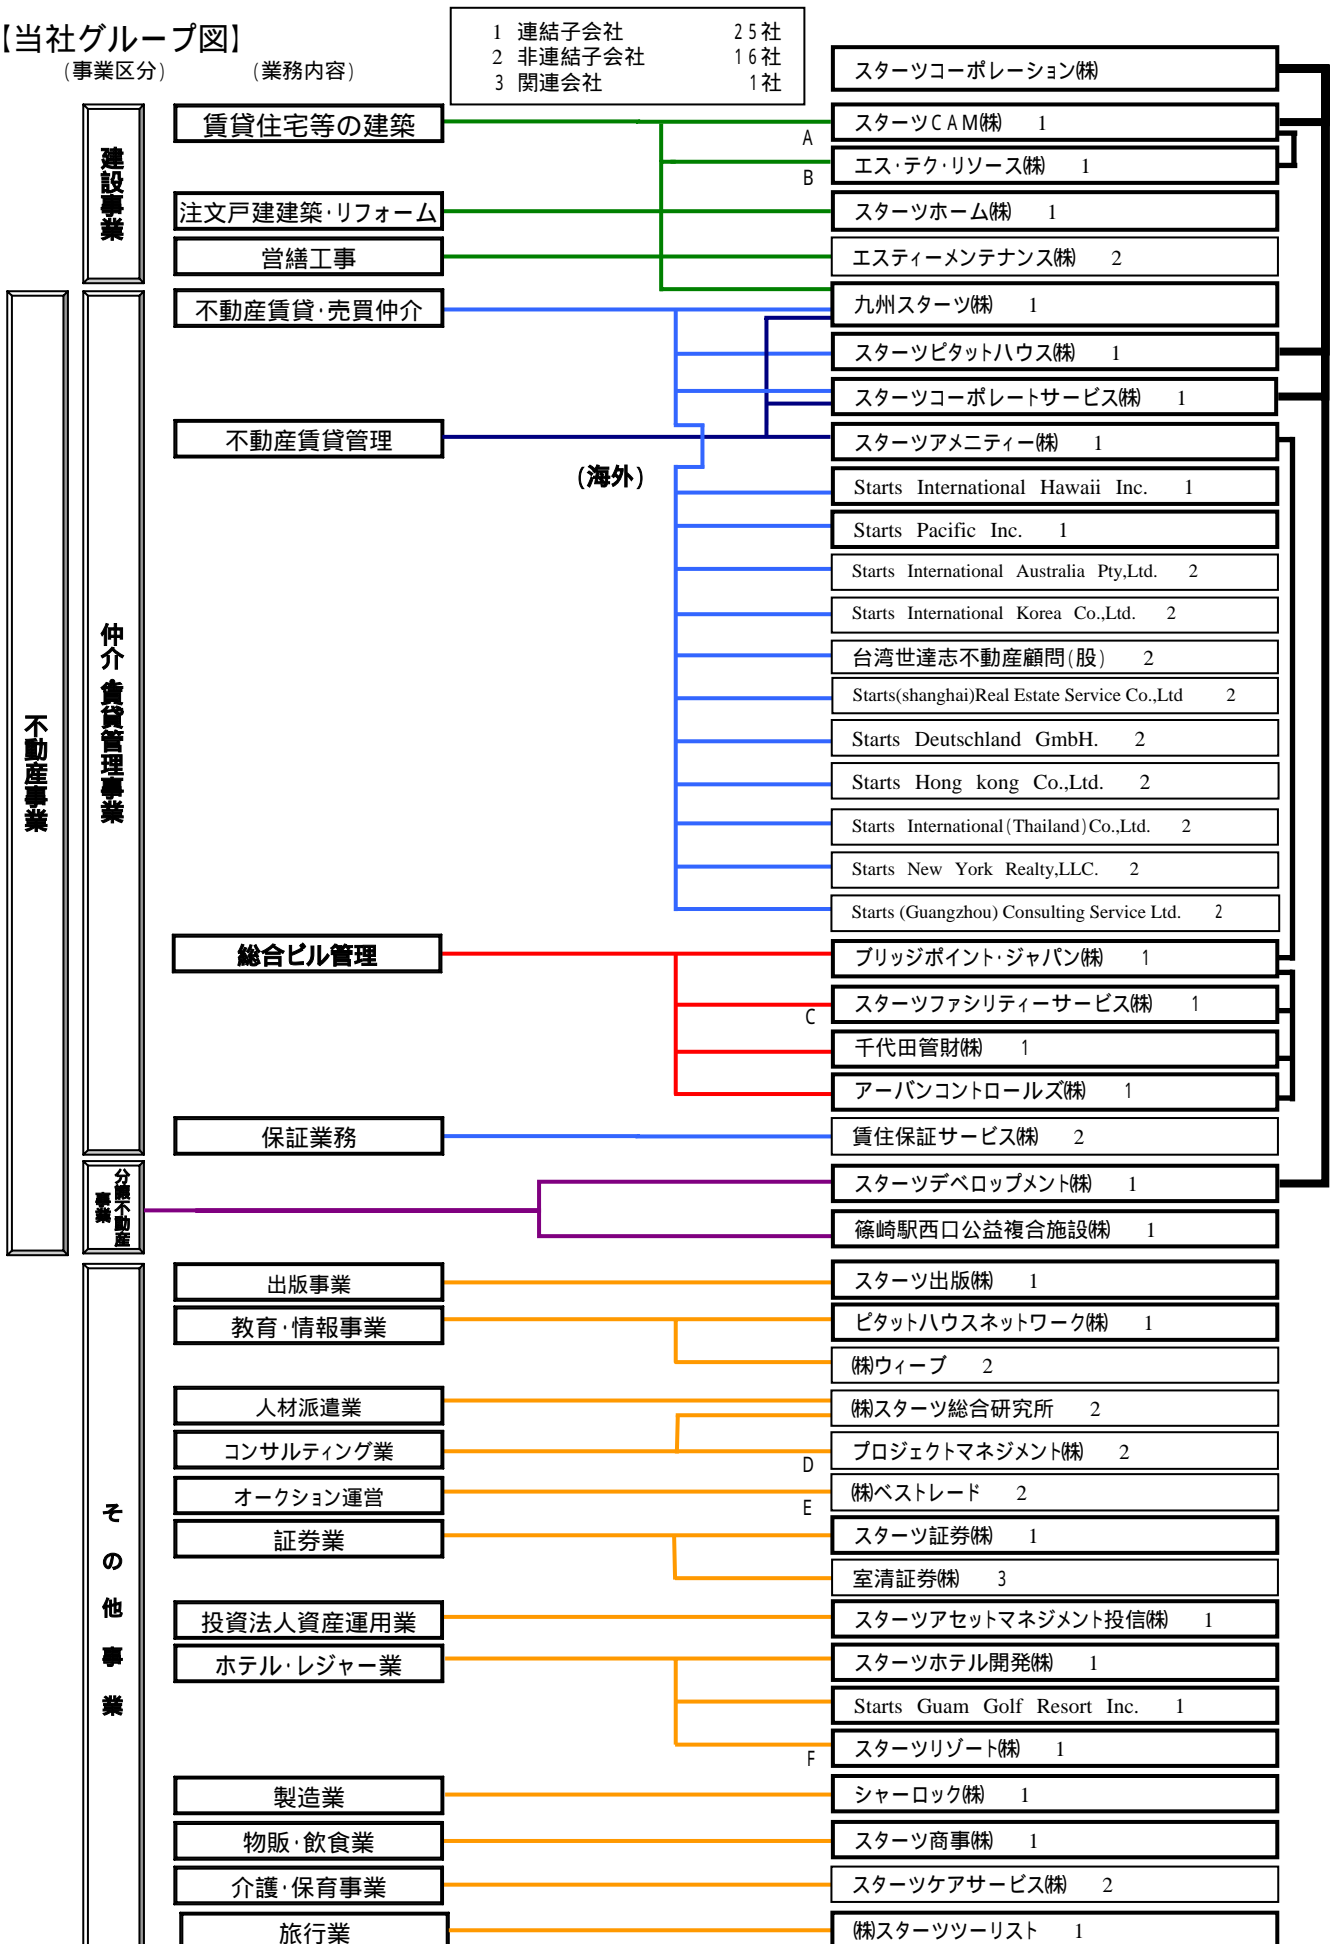 【当社グループ図】
(事業区分)
(業務内容)
1 連結子会社 25社
2 非連結子会社 16社
3 関連会社 1社
スターツコーポレーション㈱
建設事業
賃貸住宅等の建築
A
スターツCAM㈱ 1
B
エス・テク・リソース㈱ 1
注文戸建建築・リフォーム
スターツホーム㈱ 1
営繕工事
エスティーメンテナンス㈱ 2
不動産事業
仲介・賃貸管理事業
不動産賃貸・売買仲介
九州スターツ㈱ 1
スターツピタットハウス㈱ 1
スターツコーポレートサービス㈱ 1
不動産賃貸管理
スターツアメニティー㈱ 1
(海外)
Starts International Hawaii Inc. 1
Starts Pacific Inc. 1
Starts International Australia Pty,Ltd. 2
Starts International Korea Co.,Ltd. 2
台湾世達志不動産顧問(股) 2
Starts(shanghai)Real Estate Service Co.,Ltd 2
Starts Deutschland GmbH. 2
Starts Hong kong Co.,Ltd. 2
Starts International(Thailand)Co.,Ltd. 2
Starts New York Realty,LLC. 2
Starts (Guangzhou) Consulting Service Ltd. 2
総合ビル管理
ブリッジポイント・ジャパン㈱ 1
C
スターツファシリティーサービス㈱ 1
千代田管財㈱ 1
アーバンコントロールズ㈱ 1
保証業務
賃住保証サービス㈱ 2
分譲不動産
事業
スターツデベロップメント㈱ 1
篠崎駅西口公益複合施設㈱ 1
その他事業
出版事業
スターツ出版㈱ 1
教育・情報事業
ピタットハウスネットワーク㈱ 1
㈱ウィーブ 2
人材派遣業
㈱スターツ総合研究所 2
コンサルティング業
D
プロジェクトマネジメント㈱ 2
オークション運営
E
㈱ベストレード 2
証券業
スターツ証券㈱ 1
室清証券㈱ 3
投資法人資産運用業
スターツアセットマネジメント投信㈱ 1
ホテル・レジャー業
スターツホテル開発㈱ 1
Starts Guam Golf Resort Inc. 1
F
スターツリゾート㈱ 1
製造業
シャーロック㈱ 1
物販・飲食業
スターツ商事㈱ 1
介護・保育事業
スターツケアサービス㈱ 2
旅行業
㈱スターツツーリスト 1